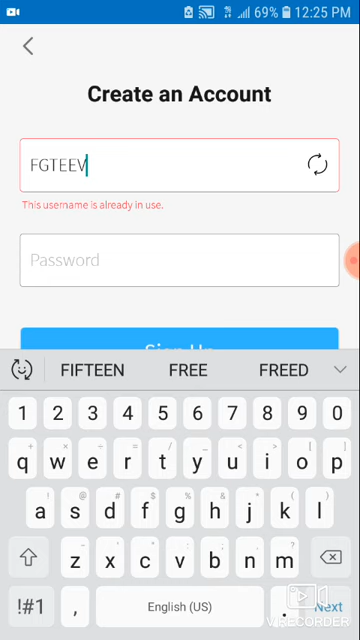 69% 12:25 PM
Create an Account
FGTEEV
This username is already in use.
Password
Sign Up
FIFTEEN FREE FREED
1 2 3 4 5 6 7 8 9 0
+ × ÷ = / _ < > [ ]
q w e r t y u i o p
! @ # $ % ^ & * ( )
a s d f g h j k l
z x c v b n m
!#1 , English (US) . Next
V RECORDER